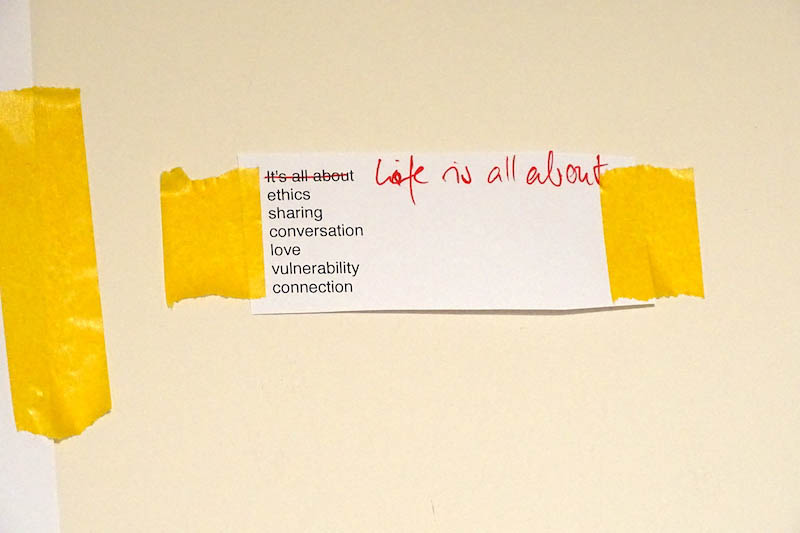 It's all about Life is all about
ethics
sharing
conversation
love
vulnerability
connection